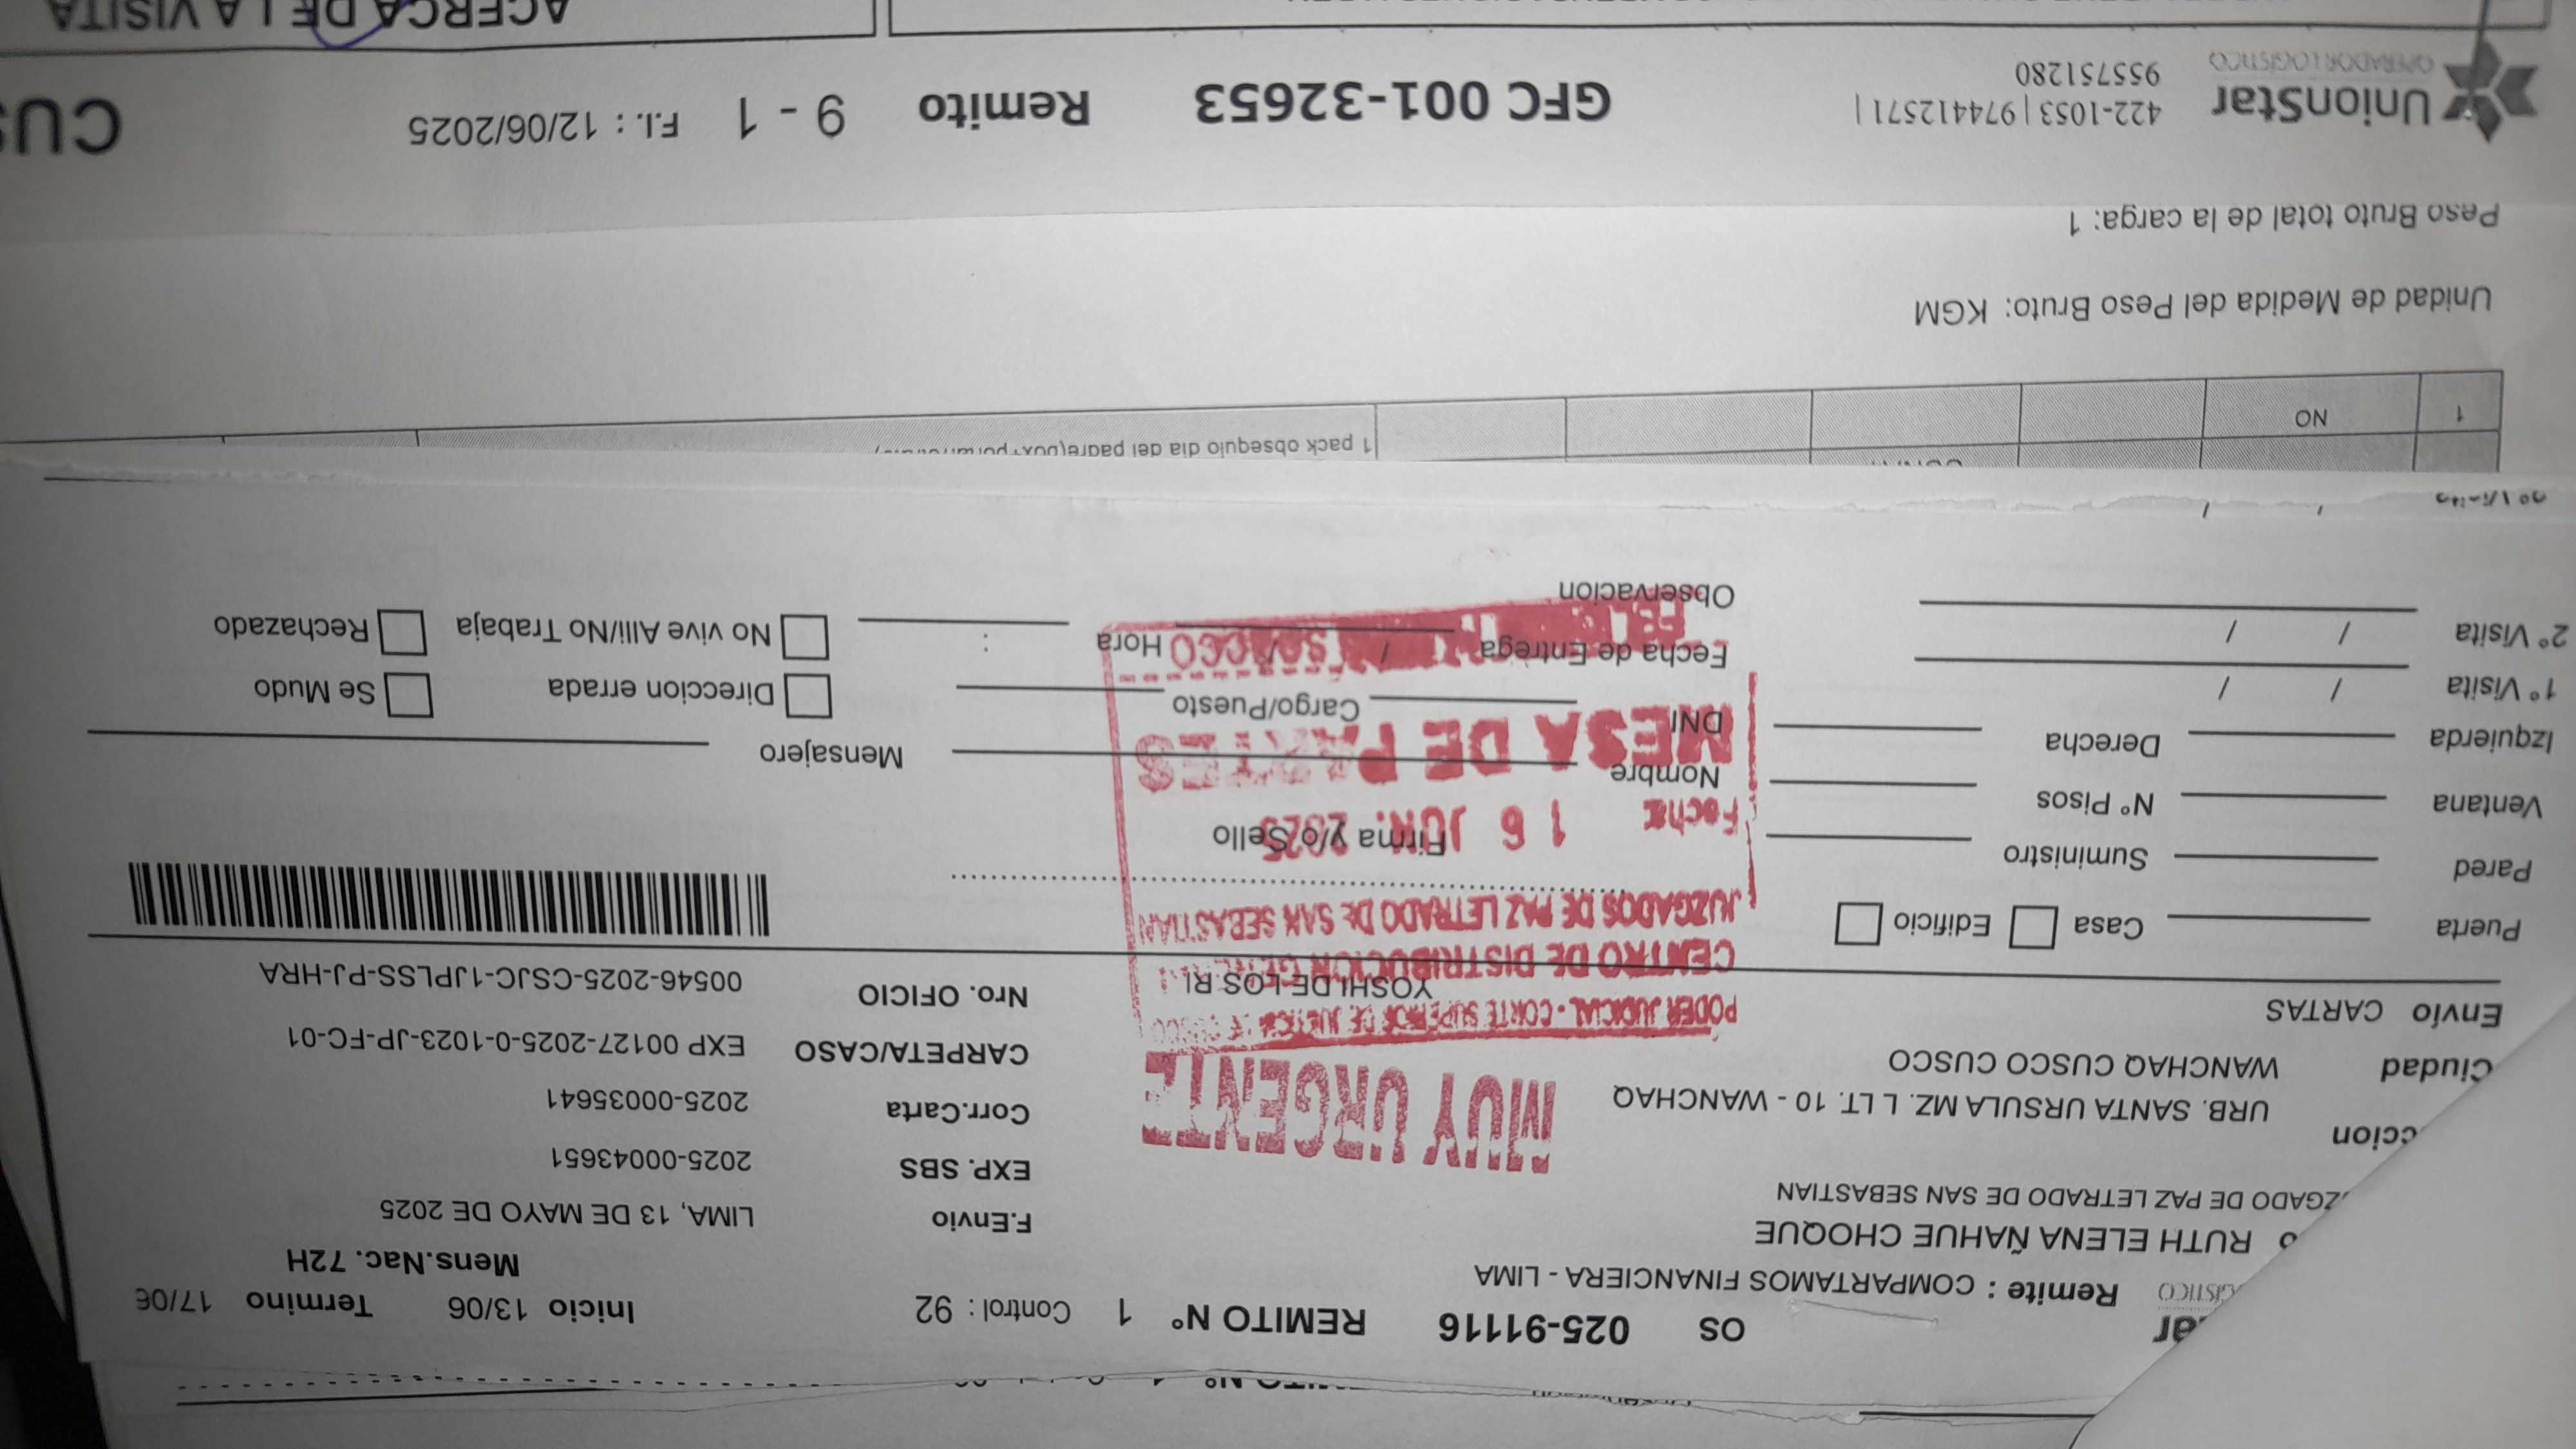 OS 025-91116 REMITO Nº 1 Control : 92 Inicio 13/06 Termino 17/06
Mens.Nac. 72H
Remite : COMPARTAMOS FINANCIERA - LIMA
RUTH ELENA ÑAHUE CHOQUE
DE PAZ LETRADO DE SAN SEBASTIAN
URB. SANTA URSULA MZ. L LT. 10 - WANCHAQ
Ciudad WANCHAQ CUSCO CUSCO
Envío CARTAS
F.Envio LIMA, 13 DE MAYO DE 2025
EXP. SBS 2025-00043651
Corr.Carta 2025-00035641
CARPETA/CASO EXP 00127-2025-0-1023-JP-FC-01
Nro. OFICIO 00546-2025-CSJC-1JPLSS-PJ-HRA
MUY URGENTE
PODER JUDICIAL - CORTE SUPERIOR DE JUSTICIA DE CUSCO
YOSHI DE LOS RI
CENTRO DE DISTRIBUCION GENERAL
JUZGADOS DE PAZ LETRADO DE SAN SEBASTIAN
Fecha 16 JUN. 2025
MESA DE PARTES
Puerta Casa Edificio
Pared Suministro
Ventana Nº Pisos
Izquierda Derecha
1º Visita / /
2º Visita / /
Firma y/o Sello
Nombre
DNI Cargo/Puesto
Fecha de Entrega / / Hora :
Observacion
Mensajero
Direccion errada Se Mudo
No vive Alli/No Trabaja Rechazado
1 pack obsequio dia del padre
1 NO
Unidad de Medida del Peso Bruto: KGM
Peso Bruto total de la carga: 1
UnionStar
OPERADOR LOGISTICO
422-1053 | 974412571 |
955751280
GFC 001-32653 Remito 9 - 1 F.I. : 12/06/2025
ACERCA DE LA VISITA